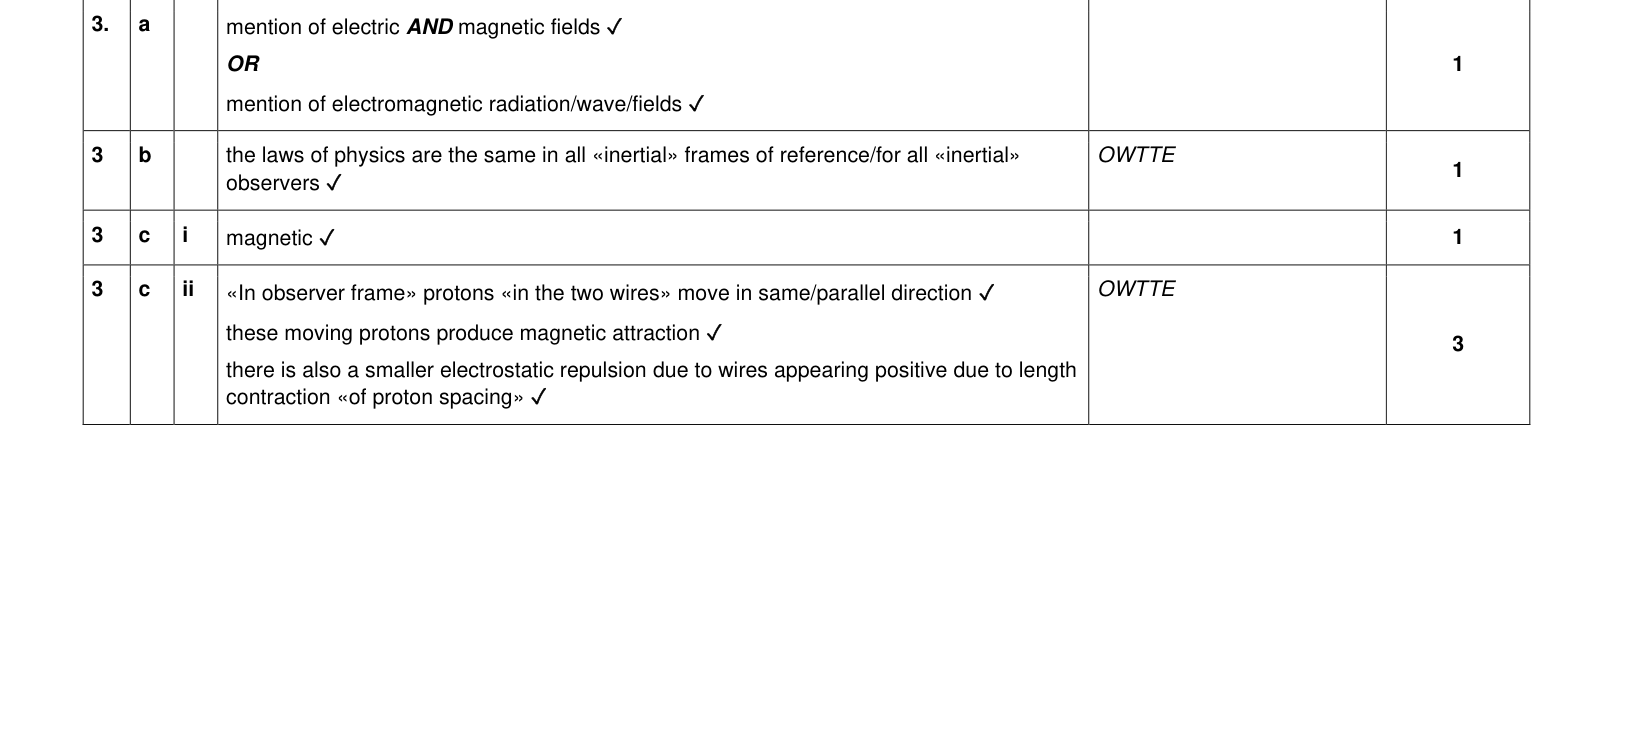 3. a mention of electric AND magnetic fields ✓
OR
mention of electromagnetic radiation/wave/fields ✓
1
3 b the laws of physics are the same in all «inertial» frames of reference/for all «inertial»
observers ✓
OWTTE
1
3 c i magnetic ✓
1
3 c ii «In observer frame» protons «in the two wires» move in same/parallel direction ✓
these moving protons produce magnetic attraction ✓
there is also a smaller electrostatic repulsion due to wires appearing positive due to length
contraction «of proton spacing» ✓
OWTTE
3